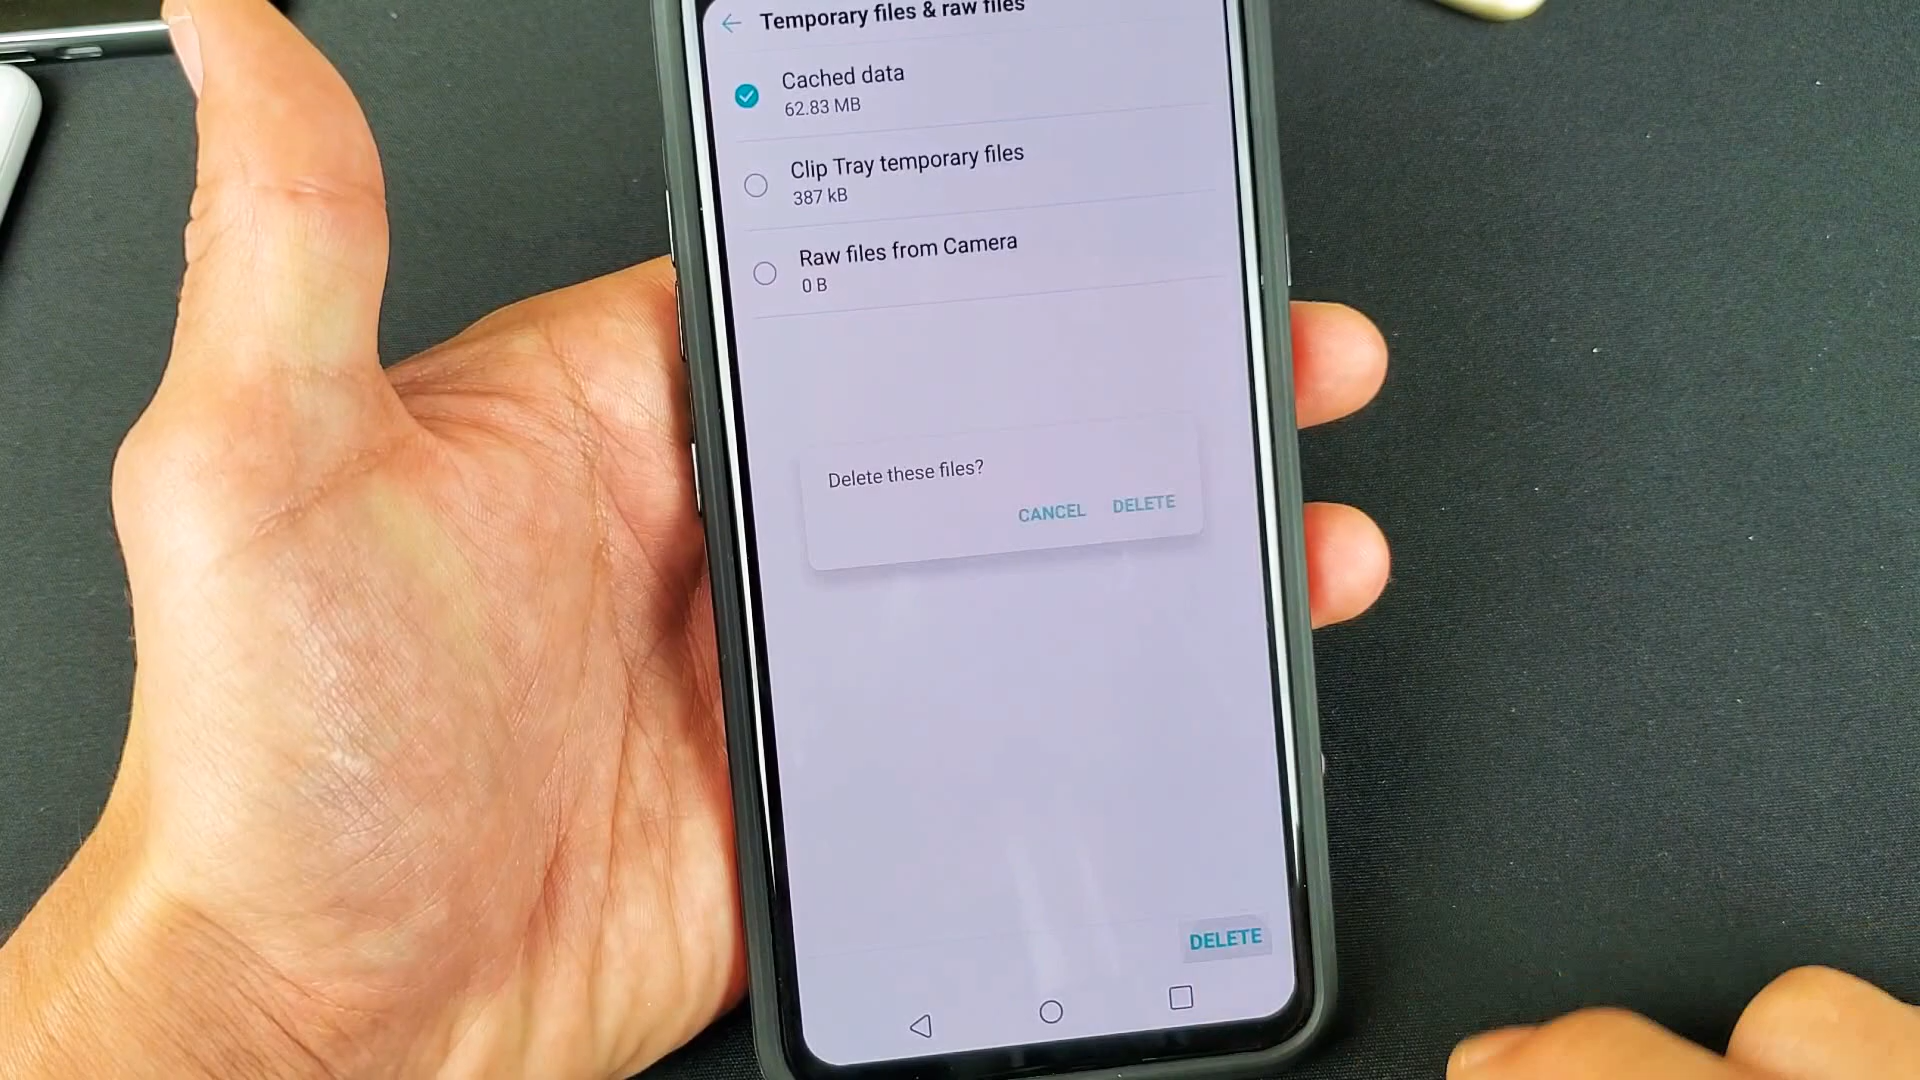 Temporary files & raw files
Cached data
62.83 MB
Clip Tray temporary files
387 kB
Raw files from Camera
0 B
Delete these files?
CANCEL DELETE
DELETE